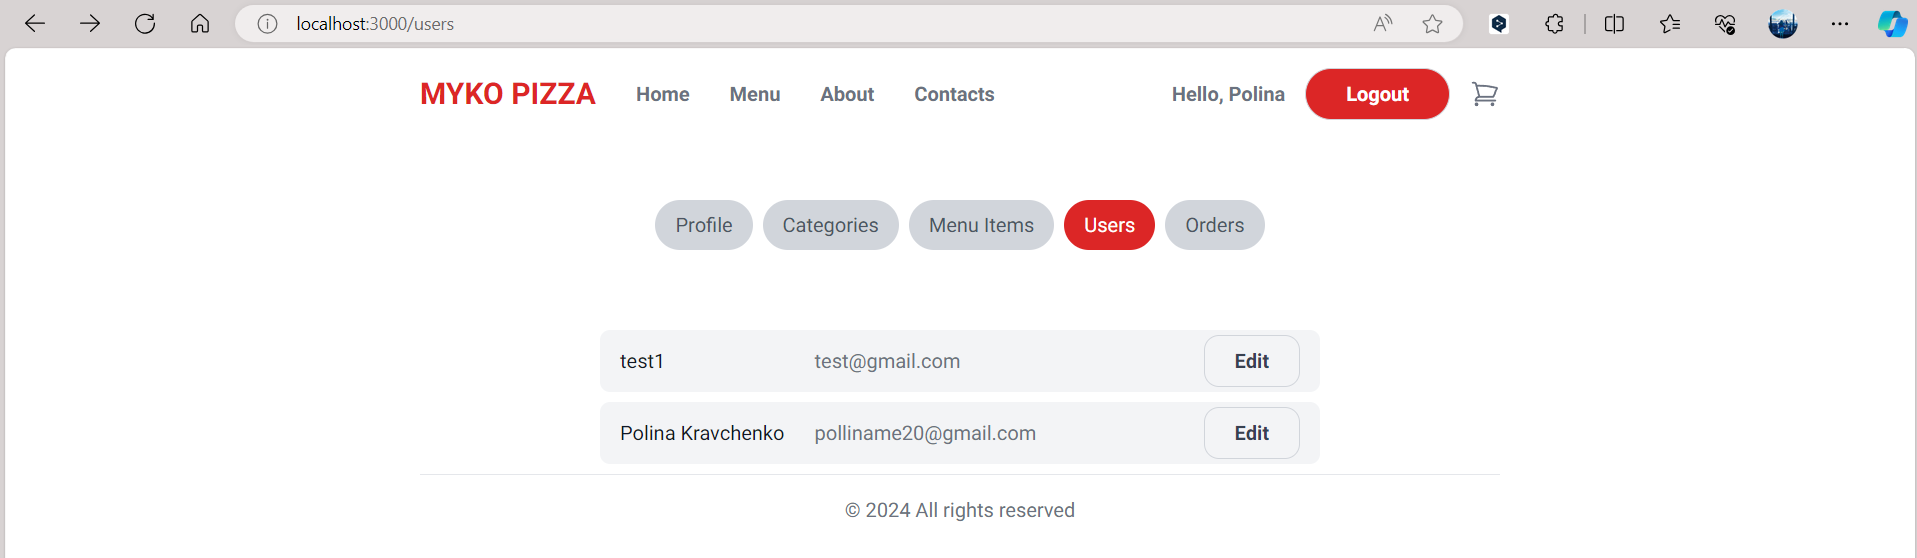 localhost:3000/users
MYKO PIZZA Home Menu About Contacts Hello, Polina Logout
Profile Categories Menu Items Users Orders
test1 test@gmail.com Edit
Polina Kravchenko polliname20@gmail.com Edit
© 2024 All rights reserved